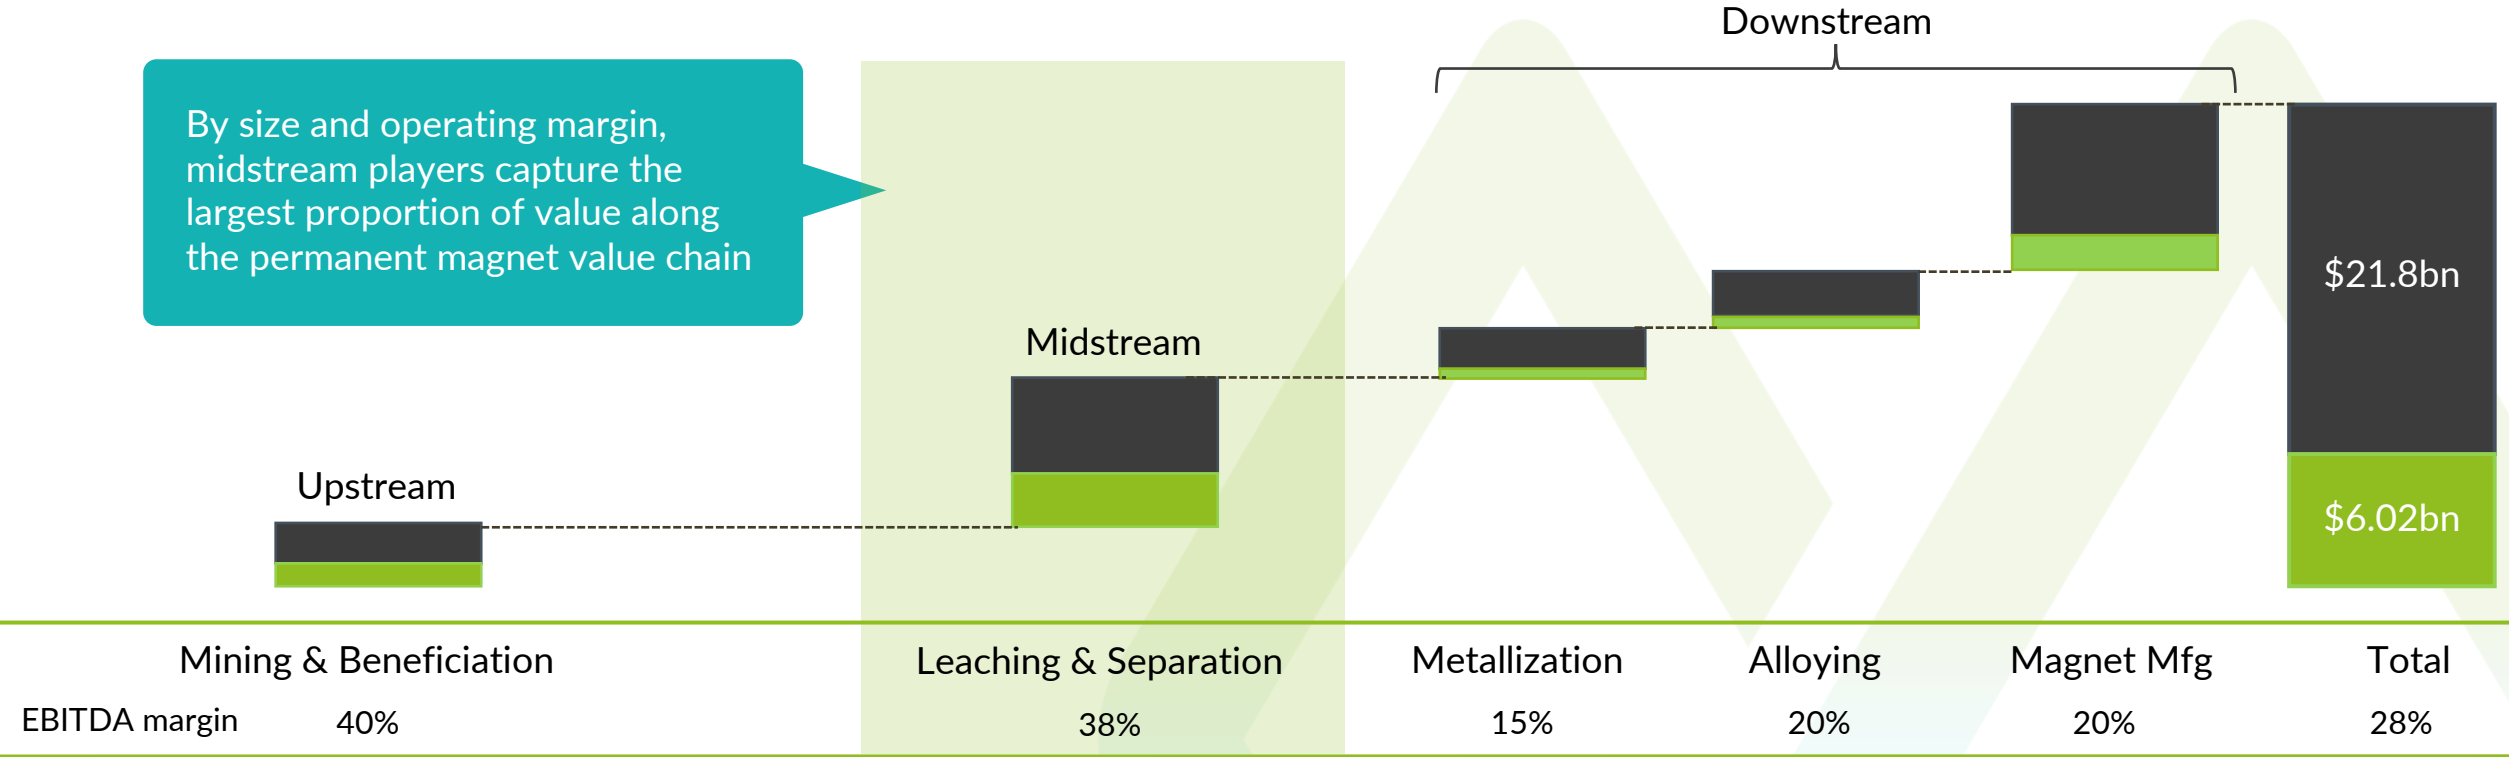 Downstream
By size and operating margin,
midstream players capture the
largest proportion of value along
the permanent magnet value chain
Midstream
Upstream
$21.8bn
$6.02bn
Mining & Beneficiation
Leaching & Separation
Metallization
Alloying
Magnet Mfg
Total
EBITDA margin
40%
38%
15%
20%
20%
28%